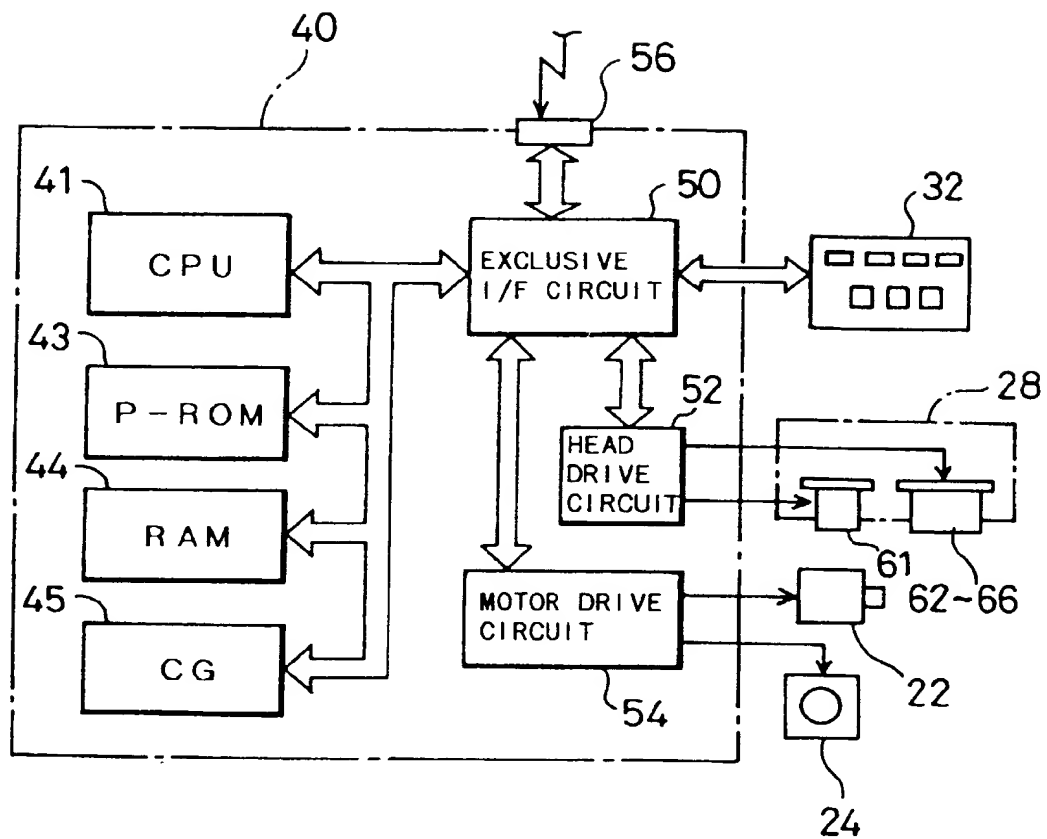 40
56
41
50
32
CPU
EXCLUSIVE
I/F CIRCUIT
43
P-ROM
52
28
HEAD
DRIVE
CIRCUIT
44
RAM
61
62~66
45
MOTOR DRIVE
CIRCUIT
CG
22
54
24